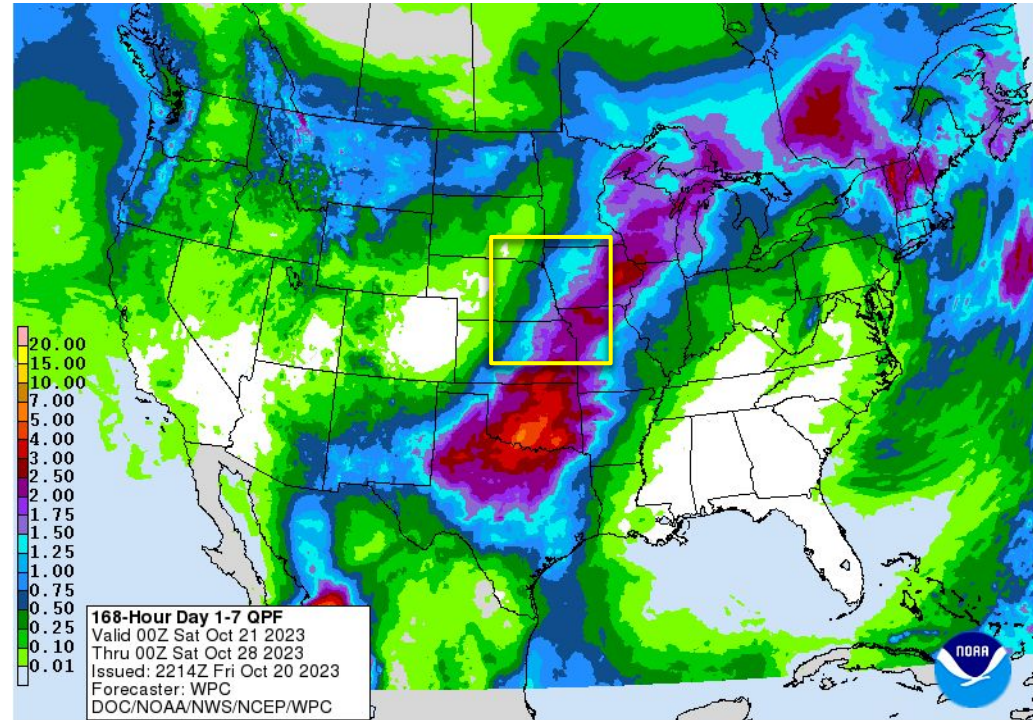 20.00
15.00
10.00
7.00
5.00
4.00
3.00
2.50
2.00
1.75
1.50
1.25
1.00
0.75
0.50
0.25
0.10
0.01
168-Hour Day 1-7 QPF
Valid 00Z Sat Oct 21 2023
Thru 00Z Sat Oct 28 2023
Issued: 2214Z Fri Oct 20 2023
Forecaster: WPC
DOC/NOAA/NWS/NCEP/WPC
NOAA